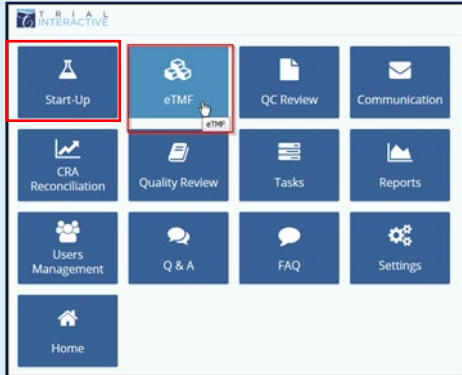 TRIAL
INTERACTIVE
Start-Up
eTMF
QC Review
Communication
eTMF
CRA
Reconciliation
Quality Review
Tasks
Reports
Users
Management
Q & A
FAQ
Settings
Home